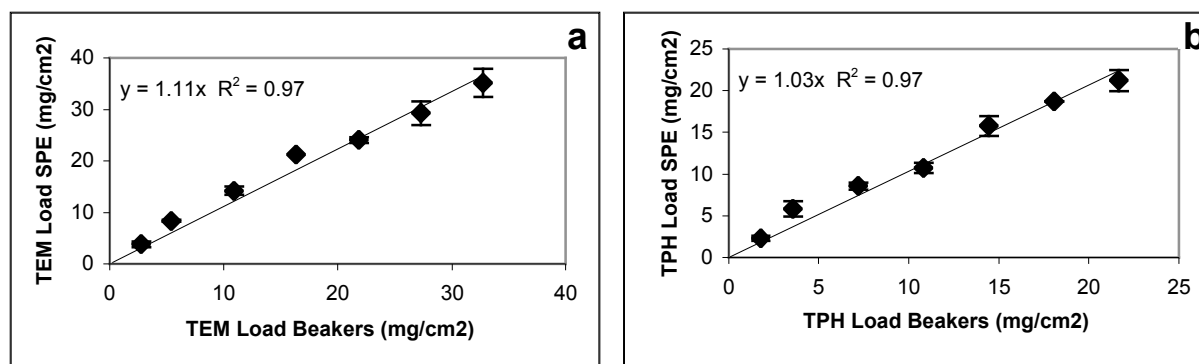 a
y = 1.11x R² = 0.97
TEM Load SPE (mg/cm2)
40
30
20
10
0
0 10 20 30 40
TEM Load Beakers (mg/cm2)
b
y = 1.03x R² = 0.97
TPH Load SPE (mg/cm2)
25
20
15
10
5
0
0 5 10 15 20 25
TPH Load Beakers (mg/cm2)